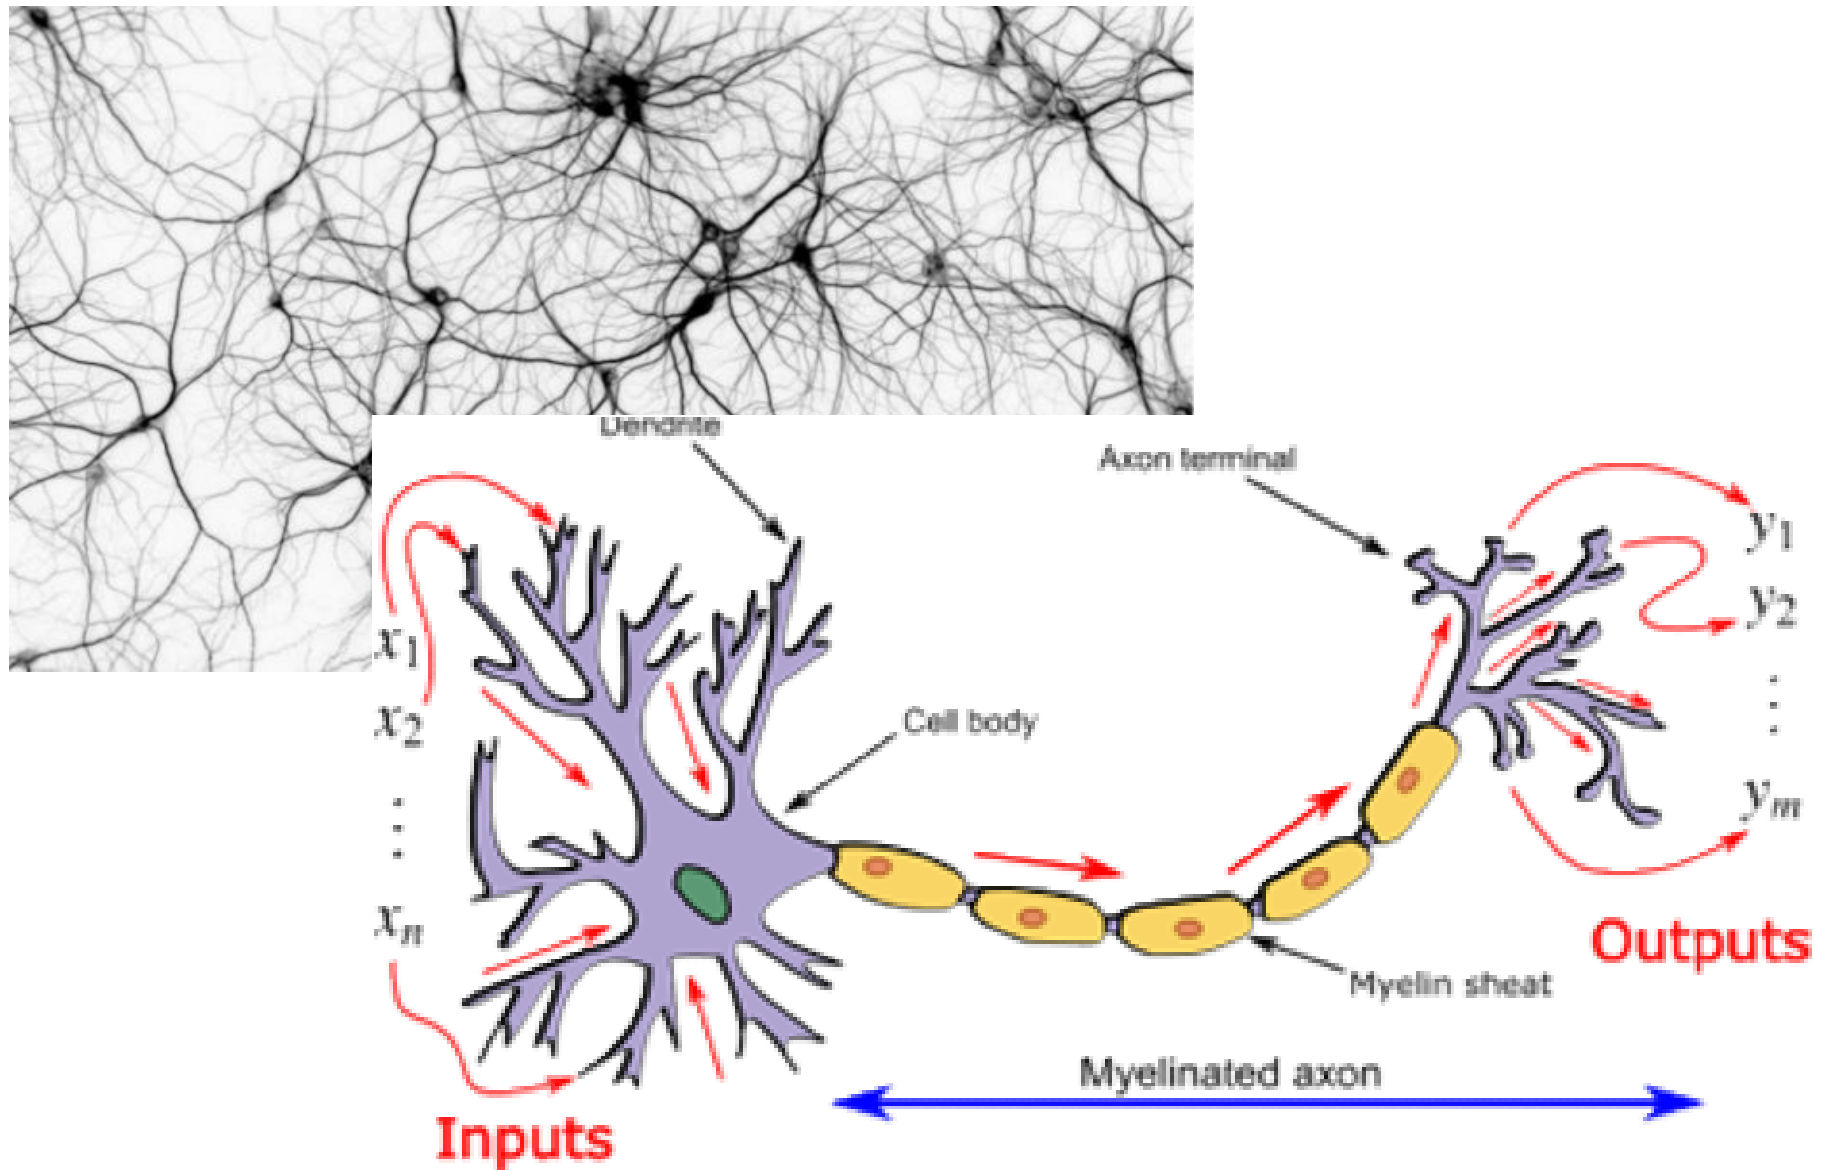 Dendrite
Axon terminal
y1
x1
y2
x2
Cell body
⋮
⋮
ym
xn
Outputs
Myelin sheat
Myelinated axon
Inputs